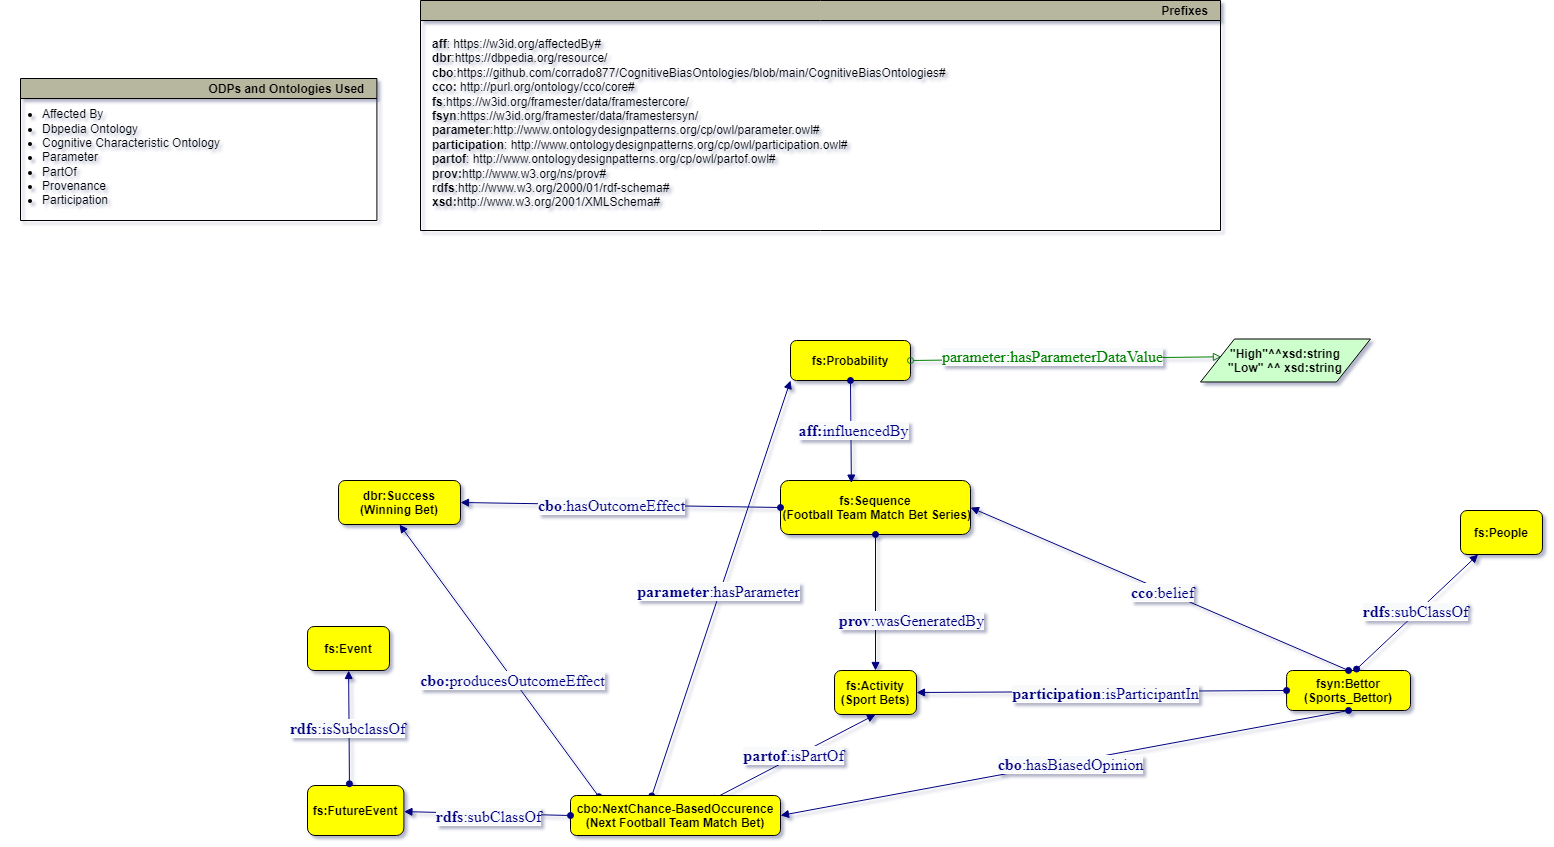 Prefixes
aff: https://w3id.org/affectedBy#
dbr:https://dbpedia.org/resource/
cbo:https://github.com/corrado877/CognitiveBiasOntologies/blob/main/CognitiveBiasOntologies#
cco: http://purl.org/ontology/cco/core#
fs:https://w3id.org/framester/data/framestercore/
fsyn:https://w3id.org/framester/data/framestersyn/
parameter:http://www.ontologydesignpatterns.org/cp/owl/parameter.owl#
participation: http://www.ontologydesignpatterns.org/cp/owl/participation.owl#
partof: http://www.ontologydesignpatterns.org/cp/owl/partof.owl#
prov:http://www.w3.org/ns/prov#
rdfs:http://www.w3.org/2000/01/rdf-schema#
xsd:http://www.w3.org/2001/XMLSchema#
ODPs and Ontologies Used
Affected By
Dbpedia Ontology
Cognitive Characteristic Ontology
Parameter
PartOf
Provenance
Participation
fs:Probability
parameter:hasParameterDataValue
"High"^^xsd:string
"Low" ^^ xsd:string
aff:influencedBy
dbr:Success
(Winning Bet)
cbo:hasOutcomeEffect
fs:Sequence
(Football Team Match Bet Series)
fs:People
parameter:hasParameter
cco:belief
rdfs:subClassOf
prov:wasGeneratedBy
fs:Event
cbo:producesOutcomeEffect
fs:Activity
(Sport Bets)
participation:isParticipantIn
fsyn:Bettor
(Sports_Bettor)
rdfs:isSubclassOf
partof:isPartOf
cbo:hasBiasedOpinion
fs:FutureEvent
rdfs:subClassOf
cbo:NextChance-BasedOccurence
(Next Football Team Match Bet)